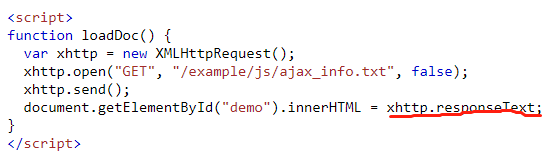 <script>
function loadDoc() {
  var xhttp = new XMLHttpRequest();
  xhttp.open("GET", "/example/js/ajax_info.txt", false);
  xhttp.send();
  document.getElementById("demo").innerHTML = xhttp.responseText;
}
</script>